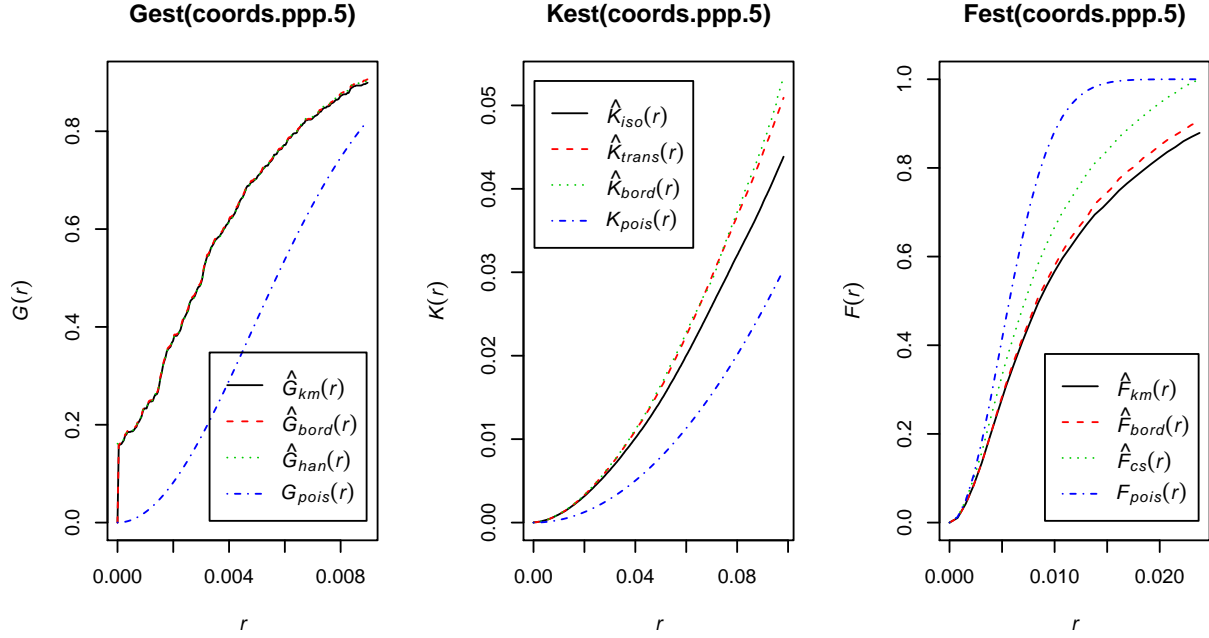 Gest(coords.ppp.5)
G(r)
0.0 0.2 0.4 0.6 0.8
Ĝkm(r)
Ĝbord(r)
Ĝhan(r)
Gpois(r)
0.000 0.004 0.008
r
Kest(coords.ppp.5)
K(r)
0.00 0.01 0.02 0.03 0.04 0.05
K̂iso(r)
K̂trans(r)
K̂bord(r)
Kpois(r)
0.00 0.04 0.08
r
Fest(coords.ppp.5)
F(r)
0.0 0.2 0.4 0.6 0.8 1.0
F̂km(r)
F̂bord(r)
F̂cs(r)
Fpois(r)
0.000 0.010 0.020
r